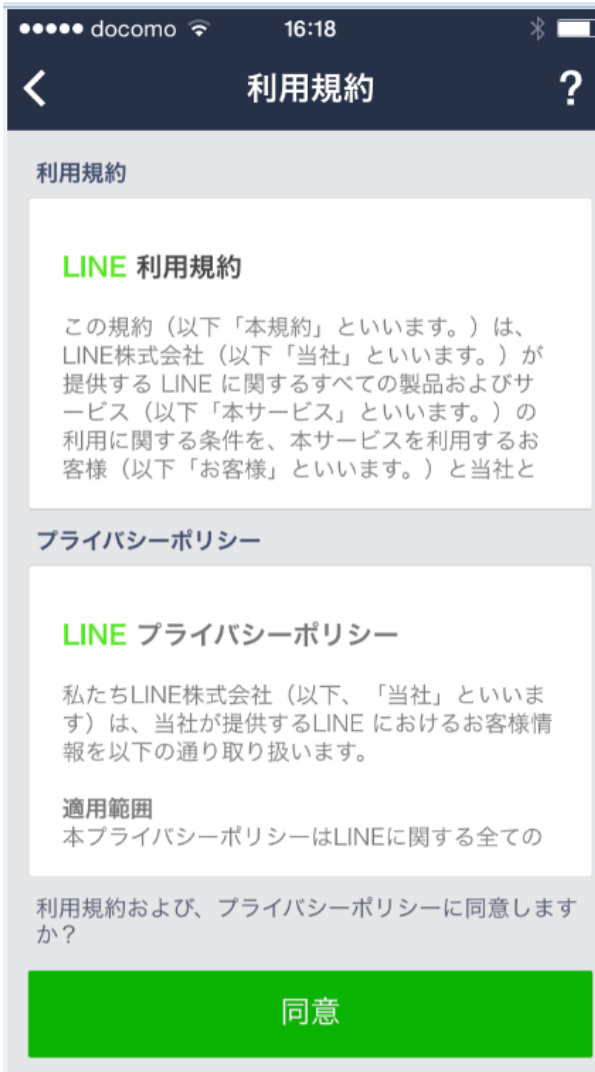 docomo 16:18
利用規約 ?
利用規約
LINE 利用規約
この規約（以下「本規約」といいます。）は、
LINE株式会社（以下「当社」といいます。）が
提供する LINE に関するすべての製品およびサ
ービス（以下「本サービス」といいます。）の
利用に関する条件を、本サービスを利用するお
客様（以下「お客様」といいます。）と当社と
プライバシーポリシー
LINE プライバシーポリシー
私たちLINE株式会社（以下、「当社」といいま
す）は、当社が提供するLINE におけるお客様情
報を以下の通り取り扱います。
適用範囲
本プライバシーポリシーはLINEに関する全ての
利用規約および、プライバシーポリシーに同意します
か？
同意